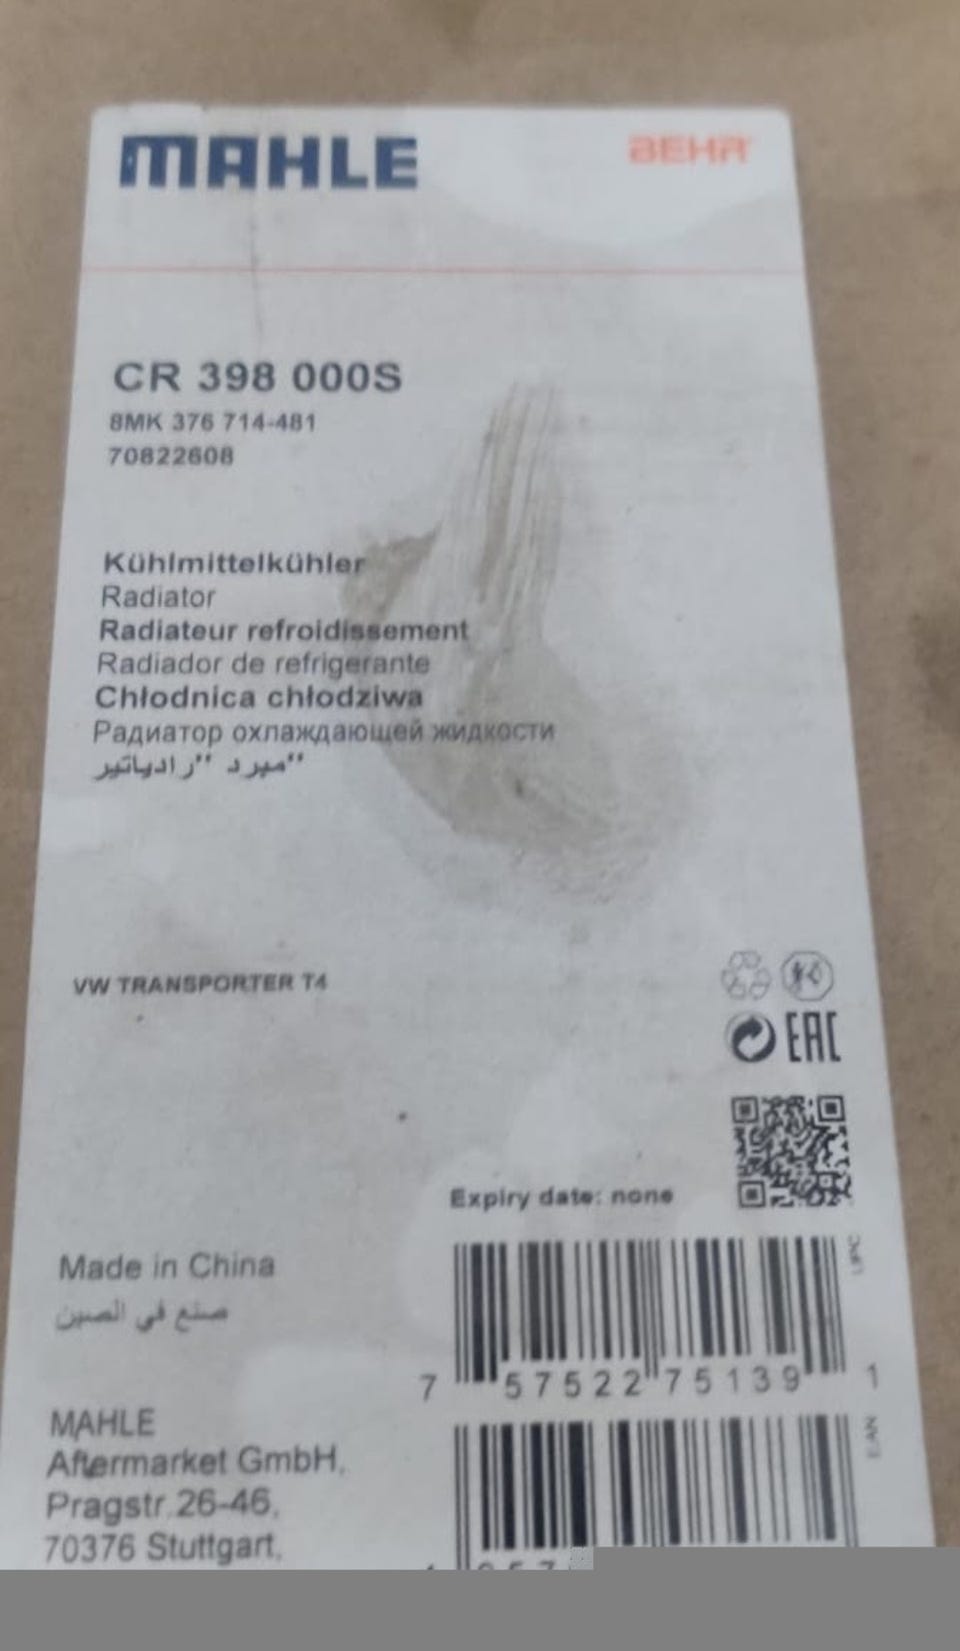 MAHLE
BEHR
CR 398 000S
8MK 376 714-481
70822608
Kühlmittelkühler
Radiator
Radiateur refroidissement
Radiador de refrigerante
Chłodnica chłodziwa
Радиатор охлаждающей жидкости
مبرد "رادياتير"
VW TRANSPORTER T4
EAC
Expiry date: none
Made in China
صنع في الصين
UPC
7 57522 75139 1
EAN
MAHLE
Aftermarket GmbH,
Pragstr.26-46,
70376 Stuttgart,